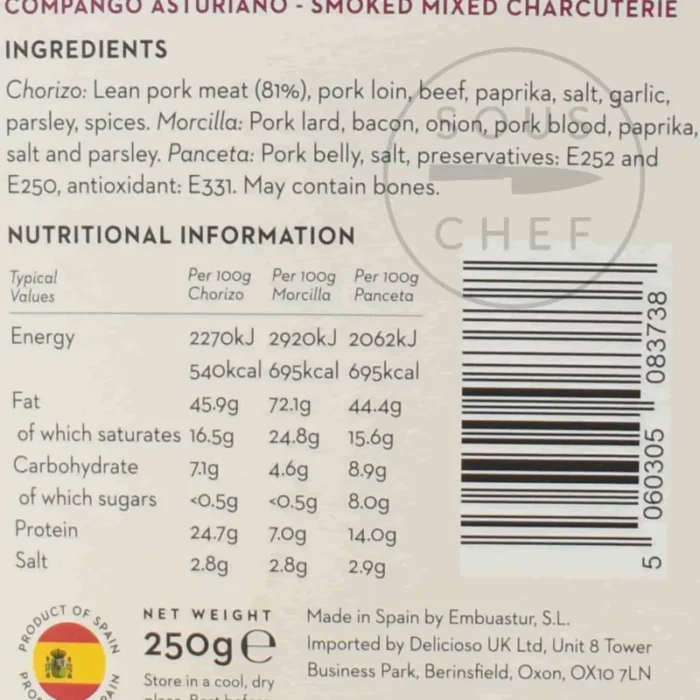 COMPANGO ASTURIANO - SMOKED MIXED CHARCUTERIE
INGREDIENTS
Chorizo: Lean pork meat (81%), pork loin, beef, paprika, salt, garlic,
parsley, spices. Morcilla: Pork lard, bacon, onion, pork blood, paprika,
salt and parsley. Panceta: Pork belly, salt, preservatives: E252 and
E250, antioxidant: E331. May contain bones.
SOUS
CHEF
NUTRITIONAL INFORMATION
Typical Values Per 100g Chorizo Per 100g Morcilla Per 100g Panceta
Energy 2270kJ 2920kJ 2062kJ
540kcal 695kcal 695kcal
Fat 45.9g 72.1g 44.4g
of which saturates 16.5g 24.8g 15.6g
Carbohydrate 7.1g 4.6g 8.9g
of which sugars <0.5g <0.5g 8.0g
Protein 24.7g 7.0g 14.0g
Salt 2.8g 2.8g 2.9g
5 060305 083738
PRODUCT OF SPAIN
NET WEIGHT
250g e
Store in a cool, dry
Made in Spain by Embuastur, S.L.
Imported by Delicioso UK Ltd, Unit 8 Tower
Business Park, Berinsfield, Oxon, OX10 7LN